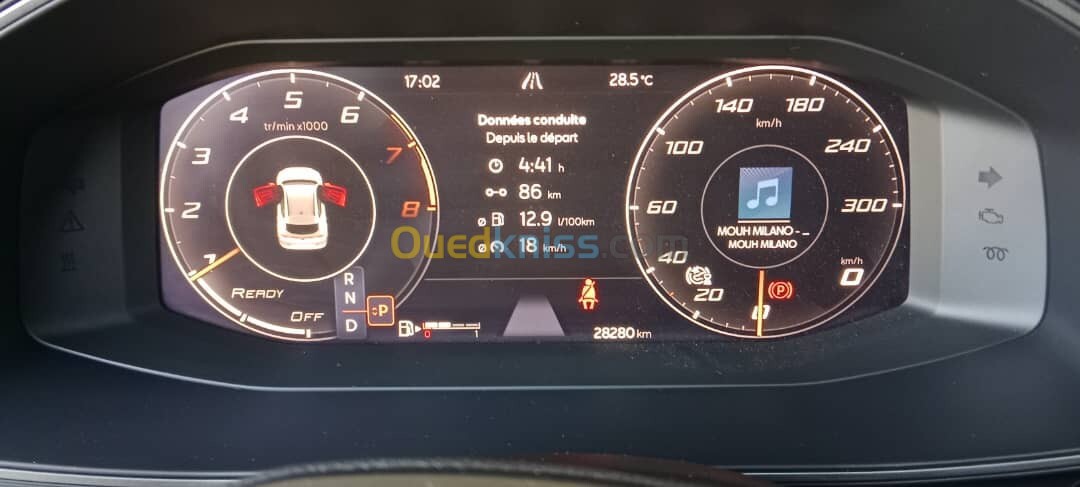 17:02
28.5 °C
Données conduite
Depuis le départ
4:41 h
86 km
ø 12.9 l/100km
ø 18 km/h
28280 km
1
2
3
4
5
6
7
8
tr/min x1000
READY
OFF
R
N
D
P
0
1
0
20
40
60
100
140
180
240
300
km/h
MOUH MILANO - ...
MOUH MILANO
km/h
0
(P)
Ouedkniss.com